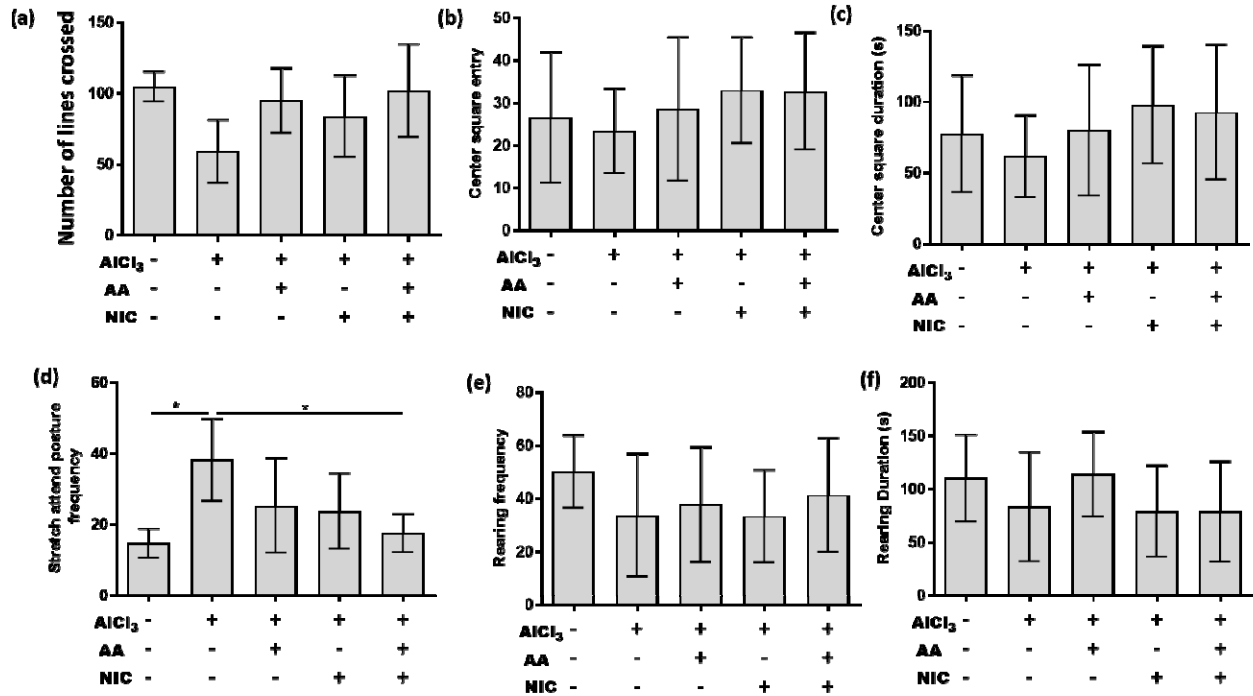 (a)
Number of lines crossed
150
100
50
0
AlCl₃ - + + + +
AA - - + - +
NIC - - - + +
(b)
Center square entry
50
40
30
20
10
0
AlCl₃ - + + + +
AA - - + - +
NIC - - - + +
(c)
Center square duration (s)
150
100
50
0
AlCl₃ - + + + +
AA - - + - +
NIC - - - + +
(d)
Stretch attend posture
frequency
60
40
20
0
* *
AlCl₃ - + + + +
AA - - + - +
NIC - - - + +
(e)
Rearing frequency
80
60
40
20
0
AlCl₃ - + + + +
AA - - + - +
NIC - - - + +
(f)
Rearing Duration (s)
200
150
100
50
0
AlCl₃ - + + + +
AA - - + - +
NIC - - - + +